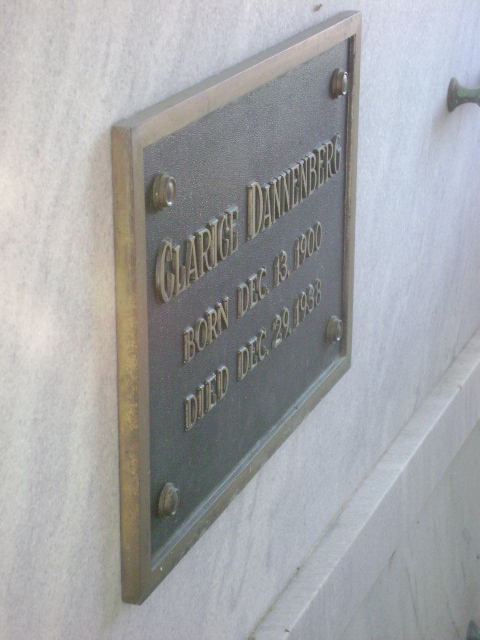 CLARICE DANNENBERG
BORN DEC. 13, 1900
DIED DEC. 29, 1938